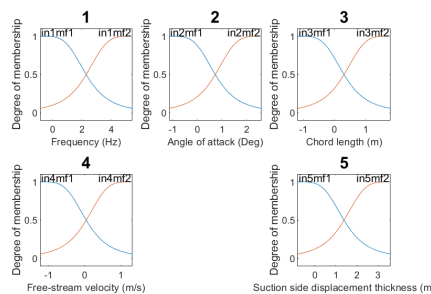 1
2
3
Degree of membership
1
0.5
0
in1mf1
in1mf2
0
2
4
Frequency (Hz)
Degree of membership
1
0.5
0
in2mf1
in2mf2
-1
0
1
2
Angle of attack (Deg)
Degree of membership
1
0.5
0
in3mf1
in3mf2
-1
0
1
Chord length (m)
4
5
Degree of membership
1
0.5
0
in4mf1
in4mf2
-1
0
1
Free-stream velocity (m/s)
Degree of membership
1
0.5
0
in5mf1
in5mf2
0
1
2
3
Suction side displacement thickness (m